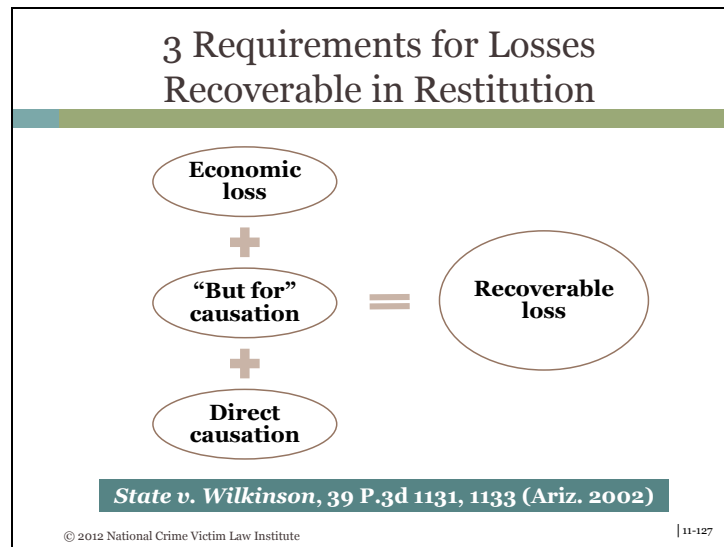 3 Requirements for Losses
Recoverable in Restitution
Economic
loss
“But for”
causation
Direct
causation
Recoverable
loss
State v. Wilkinson, 39 P.3d 1131, 1133 (Ariz. 2002)
© 2012 National Crime Victim Law Institute
| 11-127